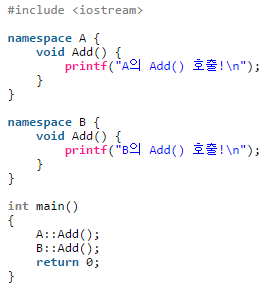 #include <iostream>

namespace A {
    void Add() {
        printf("A의 Add() 호출!\n");
    }
}

namespace B {
    void Add() {
        printf("B의 Add() 호출!\n");
    }
}

int main()
{
    A::Add();
    B::Add();
    return 0;
}